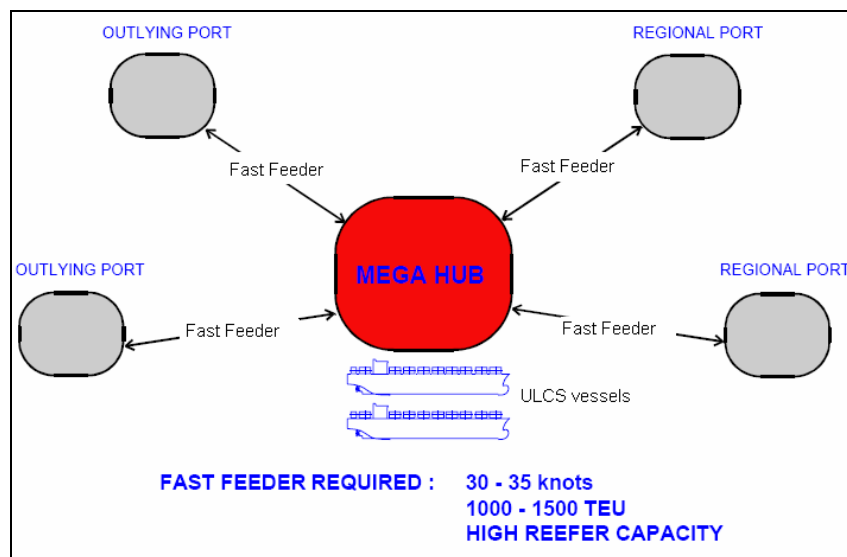 OUTLYING PORT
REGIONAL PORT
Fast Feeder
Fast Feeder
OUTLYING PORT
MEGA HUB
REGIONAL PORT
Fast Feeder
Fast Feeder
ULCS vessels
FAST FEEDER REQUIRED : 30 - 35 knots
1000 - 1500 TEU
HIGH REEFER CAPACITY